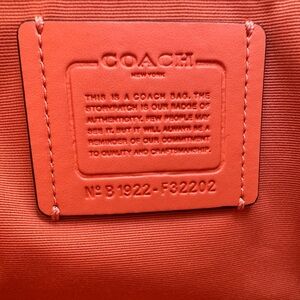 COACH
NEW YORK
THIS IS A COACH BAG. THE
STORYPATCH IS OUR BADGE OF
AUTHENTICITY. FEW PEOPLE MAY
SEE IT, BUT IT WILL ALWAYS BE A
REMINDER OF OUR COMMITMENT
TO QUALITY AND CRAFTSMANSHIP.
Nº B1922-F32202